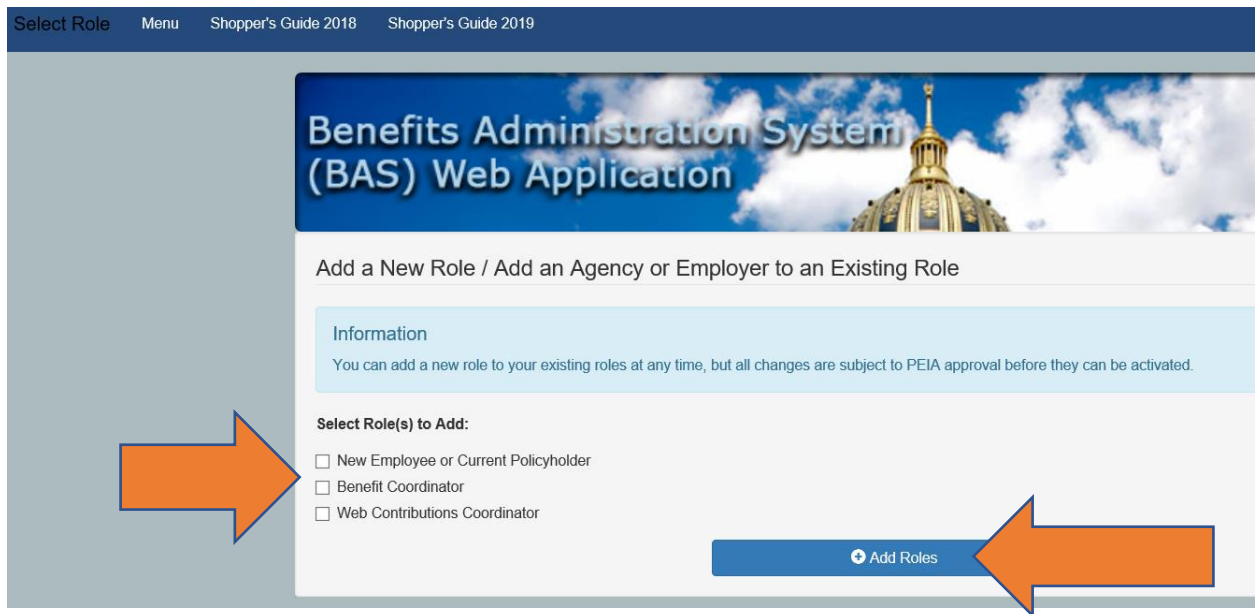 Select Role Menu Shopper's Guide 2018 Shopper's Guide 2019
Benefits Administration System
(BAS) Web Application
Add a New Role / Add an Agency or Employer to an Existing Role
Information
You can add a new role to your existing roles at any time, but all changes are subject to PEIA approval before they can be activated.
Select Role(s) to Add:
New Employee or Current Policyholder
Benefit Coordinator
Web Contributions Coordinator
Add Roles